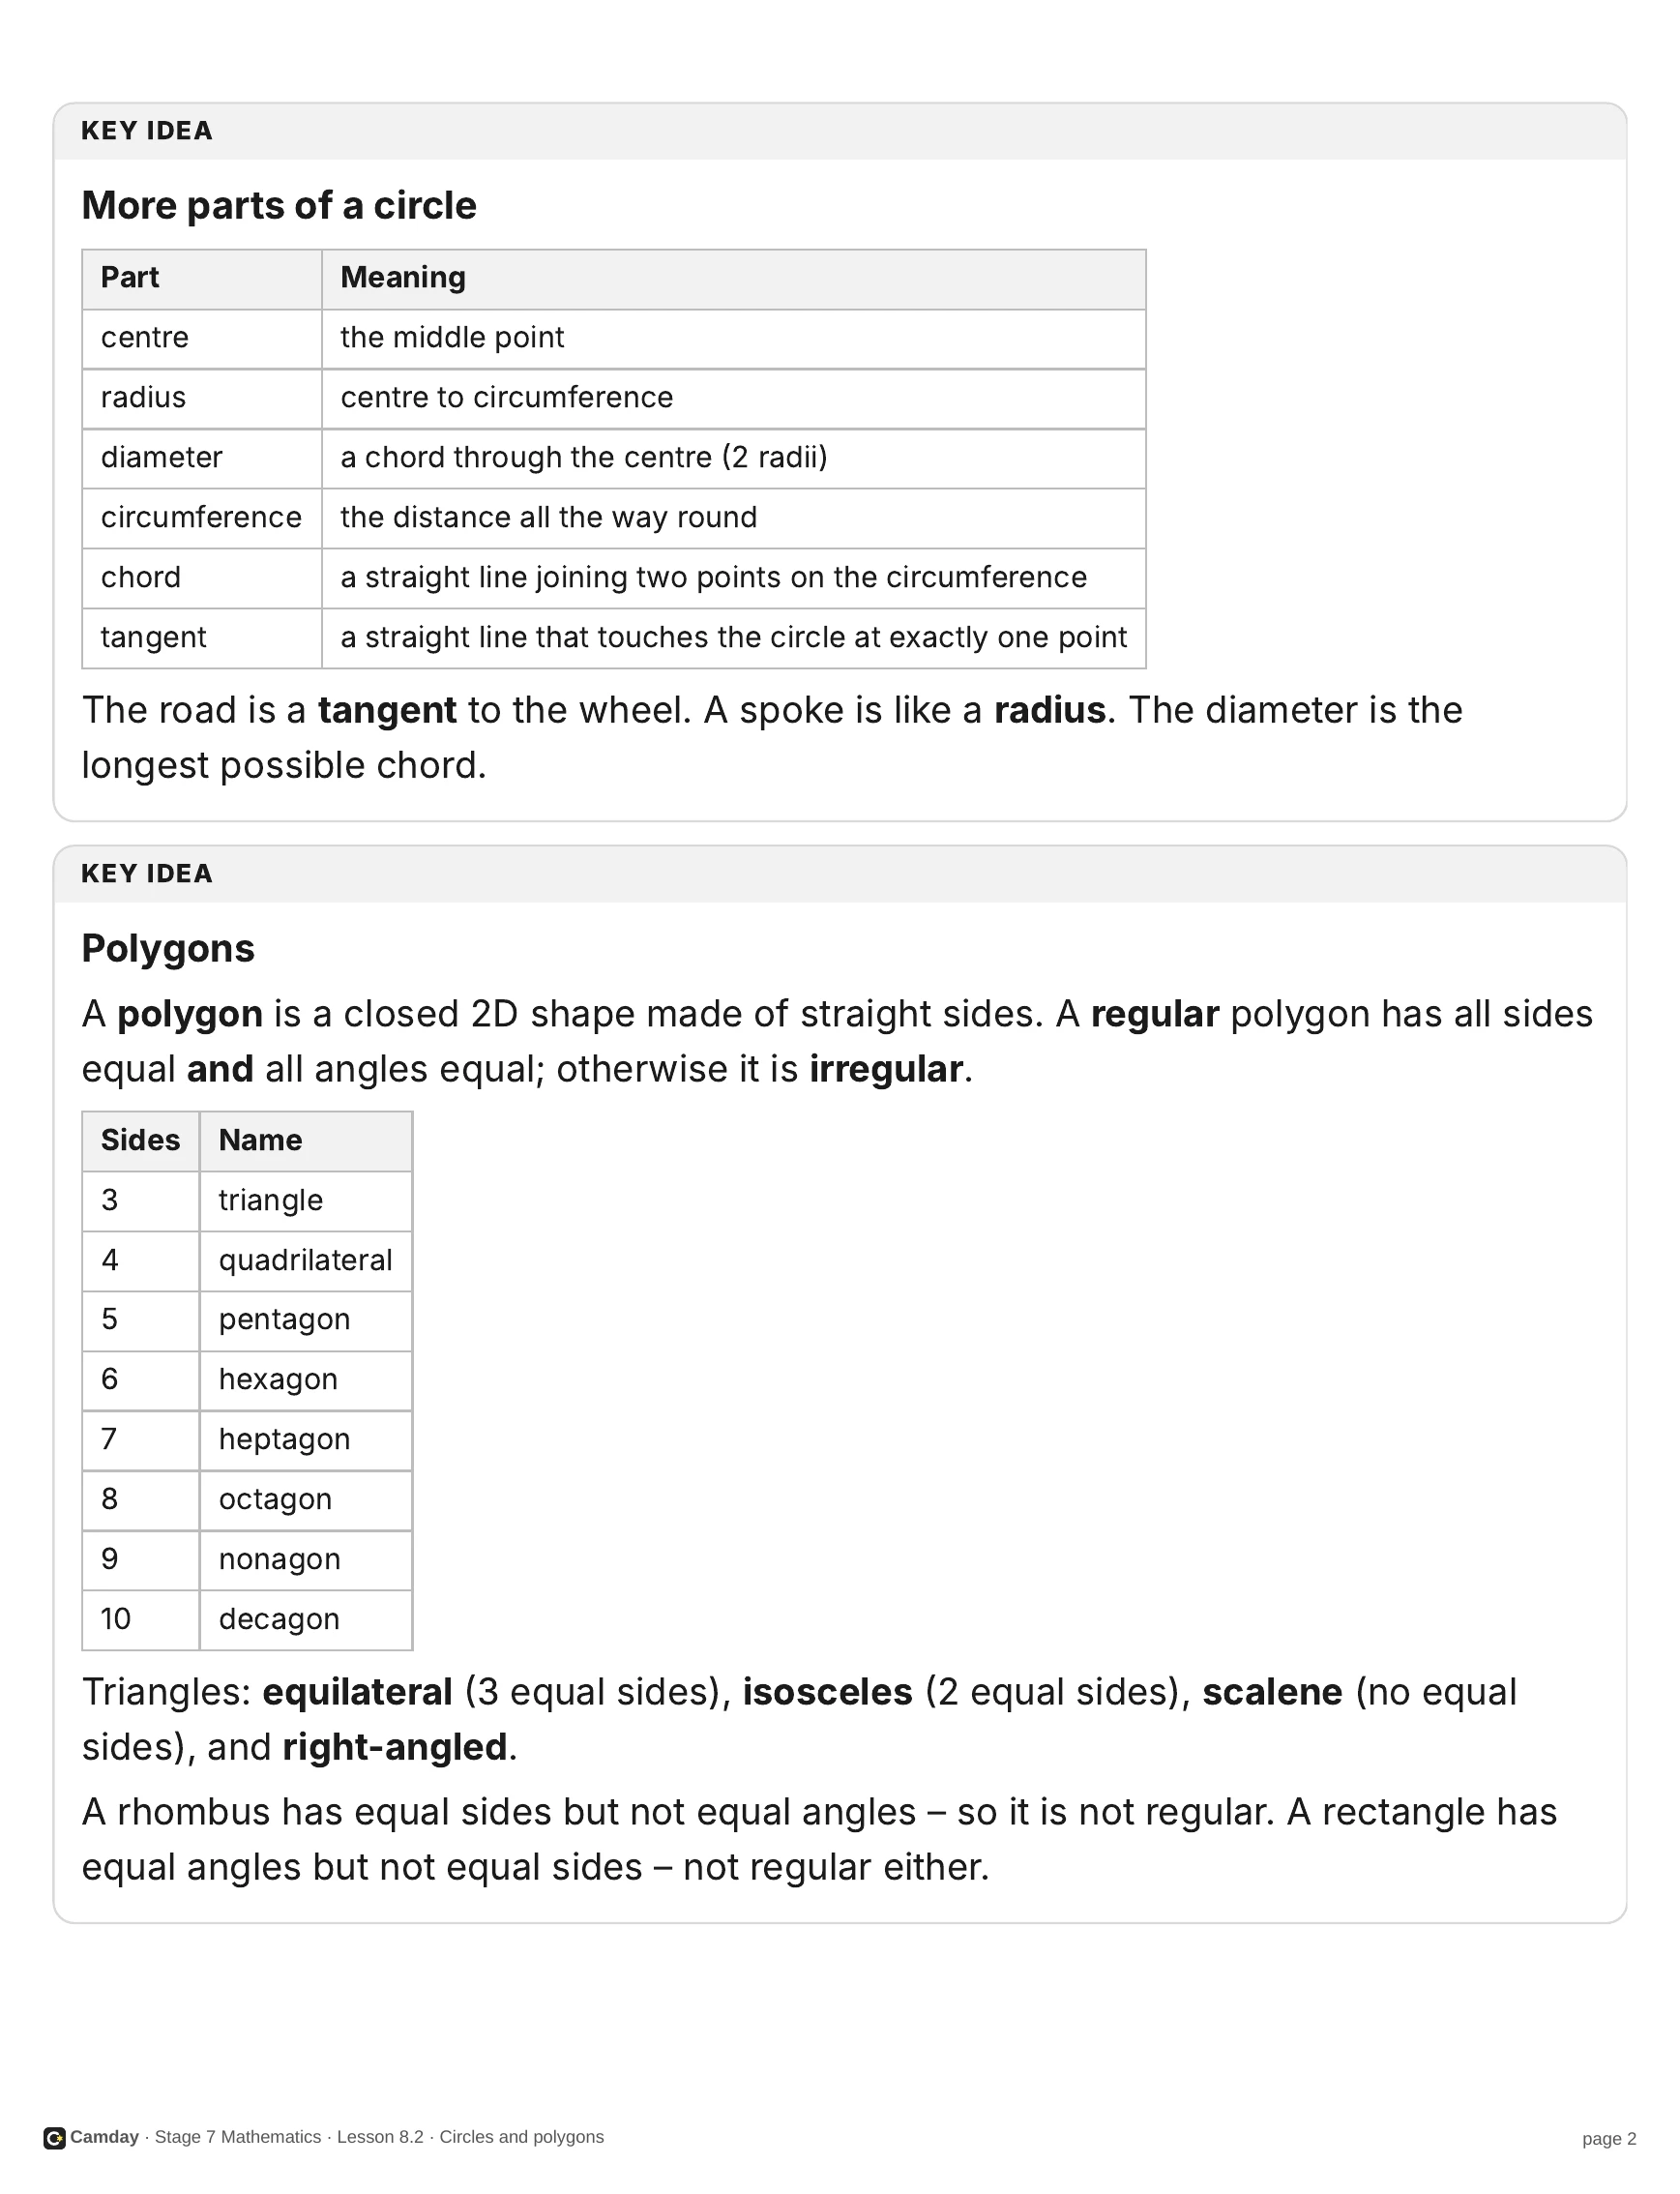 KEY IDEA
More parts of a circle
Part Meaning
centre the middle point
radius centre to circumference
diameter a chord through the centre (2 radii)
circumference the distance all the way round
chord a straight line joining two points on the circumference
tangent a straight line that touches the circle at exactly one point
The road is a tangent to the wheel. A spoke is like a radius. The diameter is the
longest possible chord.
KEY IDEA
Polygons
A polygon is a closed 2D shape made of straight sides. A regular polygon has all sides
equal and all angles equal; otherwise it is irregular.
Sides Name
3 triangle
4 quadrilateral
5 pentagon
6 hexagon
7 heptagon
8 octagon
9 nonagon
10 decagon
Triangles: equilateral (3 equal sides), isosceles (2 equal sides), scalene (no equal
sides), and right-angled.
A rhombus has equal sides but not equal angles – so it is not regular. A rectangle has
equal angles but not equal sides – not regular either.
Camday · Stage 7 Mathematics · Lesson 8.2 · Circles and polygons
page 2